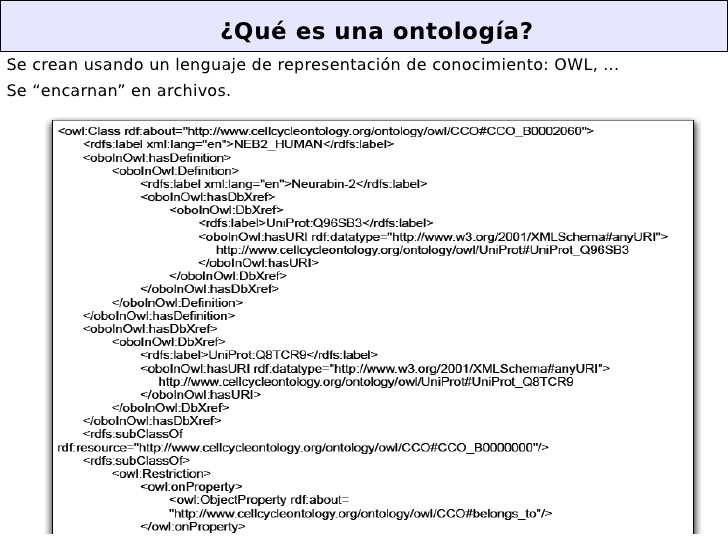 ¿Qué es una ontología?
Se crean usando un lenguaje de representación de conocimiento: OWL, ...
Se “encarnan” en archivos.
<owl:Class rdf:about="http://www.cellcycleontology.org/ontology/owl/CCO#CCO_B0002060">
<rdfs:label xml:lang="en">NEB2_HUMAN</rdfs:label>
<oboInOwl:hasDefinition>
<oboInOwl:Definition>
<rdfs:label xml:lang="en">Neurabin-2</rdfs:label>
<oboInOwl:hasDbXref>
<oboInOwl:DbXref>
<rdfs:label>UniProt:Q96SB3</rdfs:label>
<oboInOwl:hasURI rdf:datatype="http://www.w3.org/2001/XMLSchema#anyURI">
http://www.cellcycleontology.org/ontology/owl/UniProt#UniProt_Q96SB3
</oboInOwl:hasURI>
</oboInOwl:DbXref>
</oboInOwl:hasDbXref>
</oboInOwl:Definition>
</oboInOwl:hasDefinition>
<oboInOwl:hasDbXref>
<oboInOwl:DbXref>
<rdfs:label>UniProt:Q8TCR9</rdfs:label>
<oboInOwl:hasURI rdf:datatype="http://www.w3.org/2001/XMLSchema#anyURI">
http://www.cellcycleontology.org/ontology/owl/UniProt#UniProt_Q8TCR9
</oboInOwl:hasURI>
</oboInOwl:DbXref>
</oboInOwl:hasDbXref>
<rdfs:subClassOf
rdf:resource="http://www.cellcycleontology.org/ontology/owl/CCO#CCO_B0000000"/>
<rdfs:subClassOf>
<owl:Restriction>
<owl:onProperty>
<owl:ObjectProperty rdf:about=
"http://www.cellcycleontology.org/ontology/owl/CCO#belongs_to"/>
</owl:onProperty>